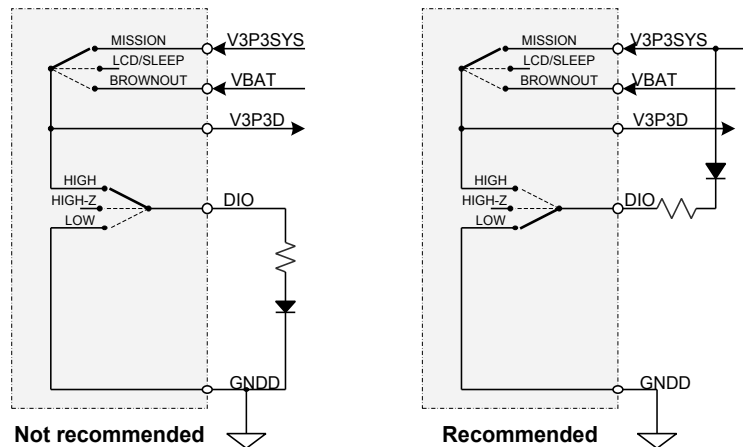 MISSION
V3P3SYS
LCD/SLEEP
BROWNOUT
VBAT
V3P3D
HIGH
HIGH-Z
DIO
LOW
GNDD
Not recommended
MISSION
V3P3SYS
LCD/SLEEP
BROWNOUT
VBAT
V3P3D
HIGH
HIGH-Z
DIO
LOW
GNDD
Recommended